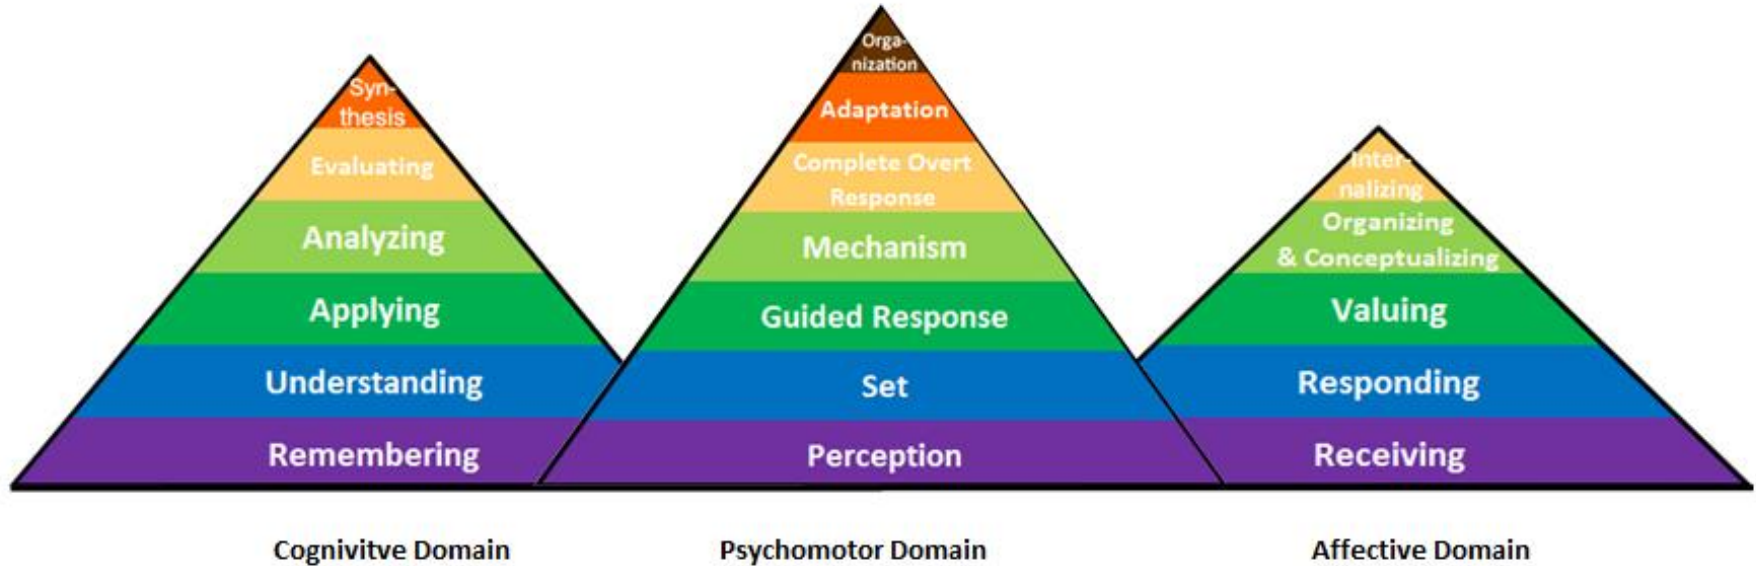 Syn-
thesis
Evaluating
Analyzing
Applying
Understanding
Remembering
Orga-
nization
Adaptation
Complete Overt
Response
Mechanism
Guided Response
Set
Perception
Inter-
nalizing
Organizing
& Conceptualizing
Valuing
Responding
Receiving
Cognivitve Domain
Psychomotor Domain
Affective Domain